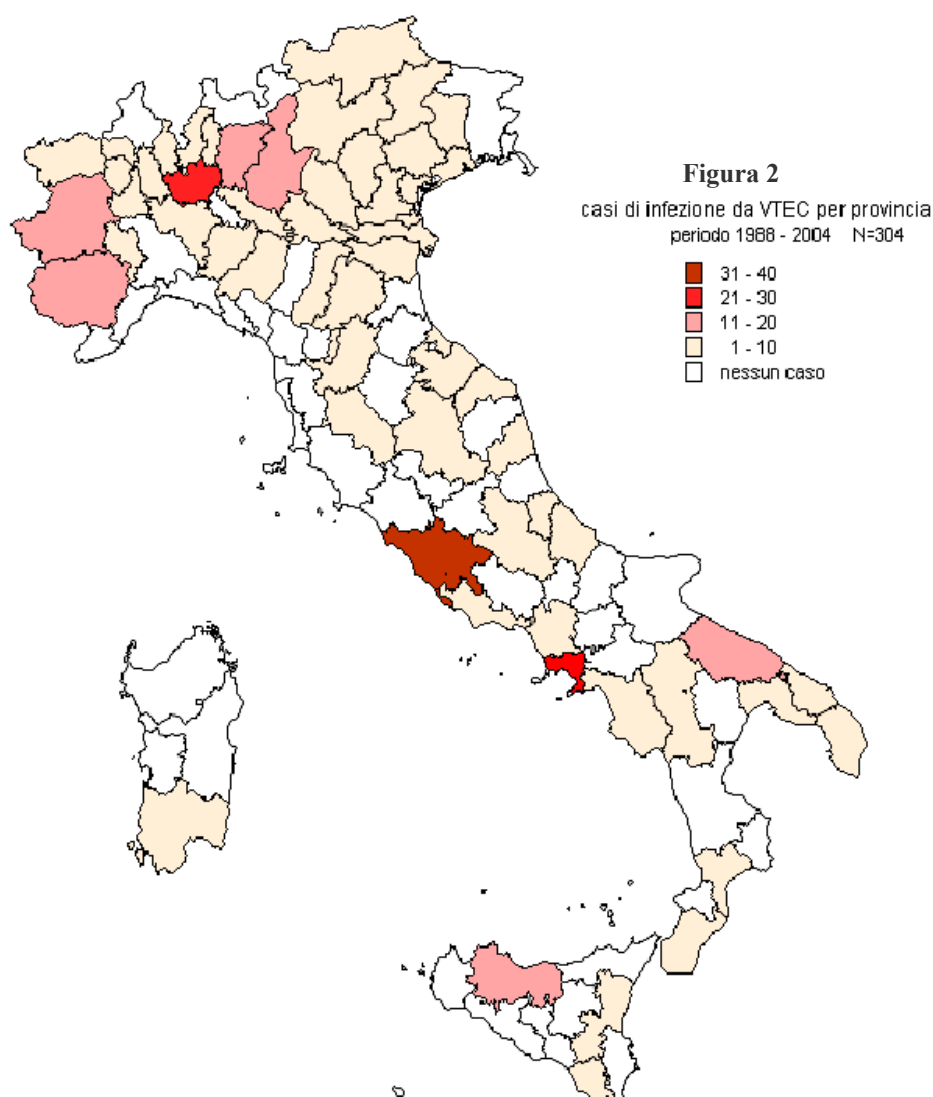 Figura 2
casi di infezione da VTEC per provincia
periodo 1988 - 2004 N=304
31 - 40
21 - 30
11 - 20
1 - 10
nessun caso